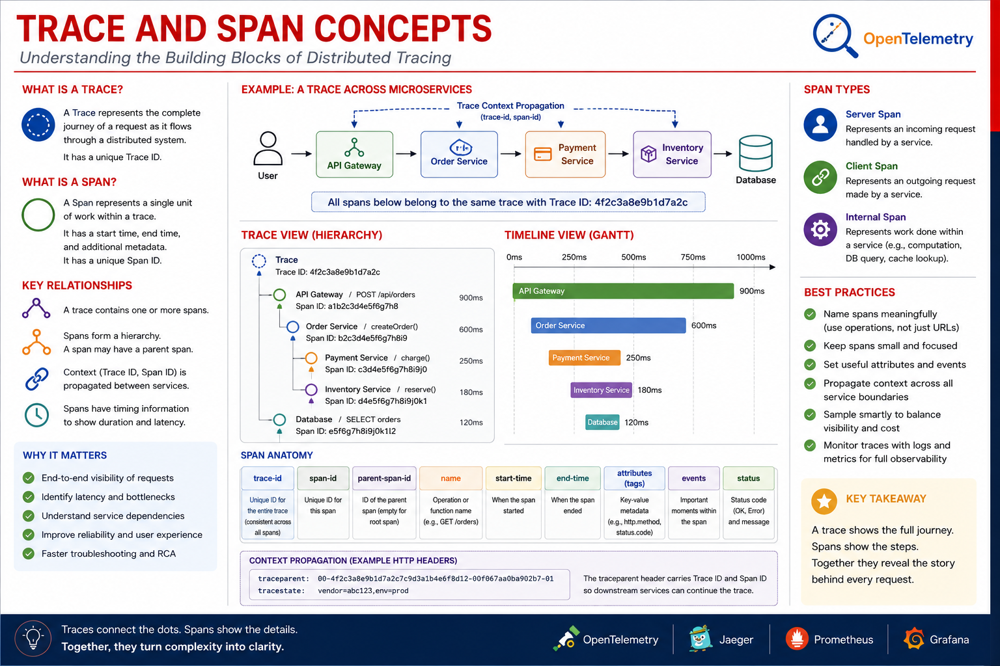 TRACE AND SPAN CONCEPTS
Understanding the Building Blocks of Distributed Tracing
OpenTelemetry
WHAT IS A TRACE?
A Trace represents the complete
journey of a request as it flows
through a distributed system.
It has a unique Trace ID.
WHAT IS A SPAN?
A Span represents a single unit
of work within a trace.
It has a start time, end time,
and additional metadata.
It has a unique Span ID.
KEY RELATIONSHIPS
A trace contains one or more spans.
Spans form a hierarchy.
A span may have a parent span.
Context (Trace ID, Span ID) is
propagated between services.
Spans have timing information
to show duration and latency.
WHY IT MATTERS
End-to-end visibility of requests
Identify latency and bottlenecks
Understand service dependencies
Improve reliability and user experience
Faster troubleshooting and RCA
EXAMPLE: A TRACE ACROSS MICROSERVICES
Trace Context Propagation
(trace-id, span-id)
User
API Gateway
Order Service
Payment
Service
Inventory
Service
Database
All spans below belong to the same trace with Trace ID: 4f2c3a8e9b1d7a2c
TRACE VIEW (HIERARCHY)
Trace
Trace ID: 4f2c3a8e9b1d7a2c
API Gateway / POST /api/orders
900ms
Span ID: a1b2c3d4e5f6g7h8
Order Service / createOrder()
600ms
Span ID: b2c3d4e5f6g7h8i9
Payment Service / charge()
250ms
Span ID: c3d4e5f6g7h8i9j0
Inventory Service / reserve()
180ms
Span ID: d4e5f6g7h8i9j0k1
Database / SELECT orders
120ms
Span ID: e5f6g7h8i9j0k1l2
TIMELINE VIEW (GANTT)
0ms 250ms 500ms 750ms 1000ms
API Gateway 900ms
Order Service 600ms
Payment Service 250ms
Inventory Service 180ms
Database 120ms
SPAN ANATOMY
trace-id
Unique ID for
the entire trace
(consistent across
all spans)
span-id
Unique ID for
this span
parent-span-id
ID of the parent
span (empty for
root span)
name
Operation or
function name
(e.g., GET /orders)
start-time
When the span
started
end-time
When the span
ended
attributes
(tags)
Key-value
metadata
(e.g., http.method,
status.code)
events
Important
moments within
the span
status
Status code
(OK, Error)
and message
CONTEXT PROPAGATION (EXAMPLE HTTP HEADERS)
traceparent: 00-4f2c3a8e9b1d7a2c7c9d3a1b4e6f8d12-00f067aa0ba902b7-01
tracestate: vendor=abc123,env=prod
The traceparent header carries Trace ID and Span ID
so downstream services can continue the trace.
SPAN TYPES
Server Span
Represents an incoming request
handled by a service.
Client Span
Represents an outgoing request
made by a service.
Internal Span
Represents work done within
a service (e.g., computation,
DB query, cache lookup).
BEST PRACTICES
Name spans meaningfully
(use operations, not just URLs)
Keep spans small and focused
Set useful attributes and events
Propagate context across all
service boundaries
Sample smartly to balance
visibility and cost
Monitor traces with logs and
metrics for full observability
KEY TAKEAWAY
A trace shows the full journey.
Spans show the steps.
Together they reveal the story
behind every request.
Traces connect the dots. Spans show the details.
Together, they turn complexity into clarity.
OpenTelemetry
Jaeger
Prometheus
Grafana